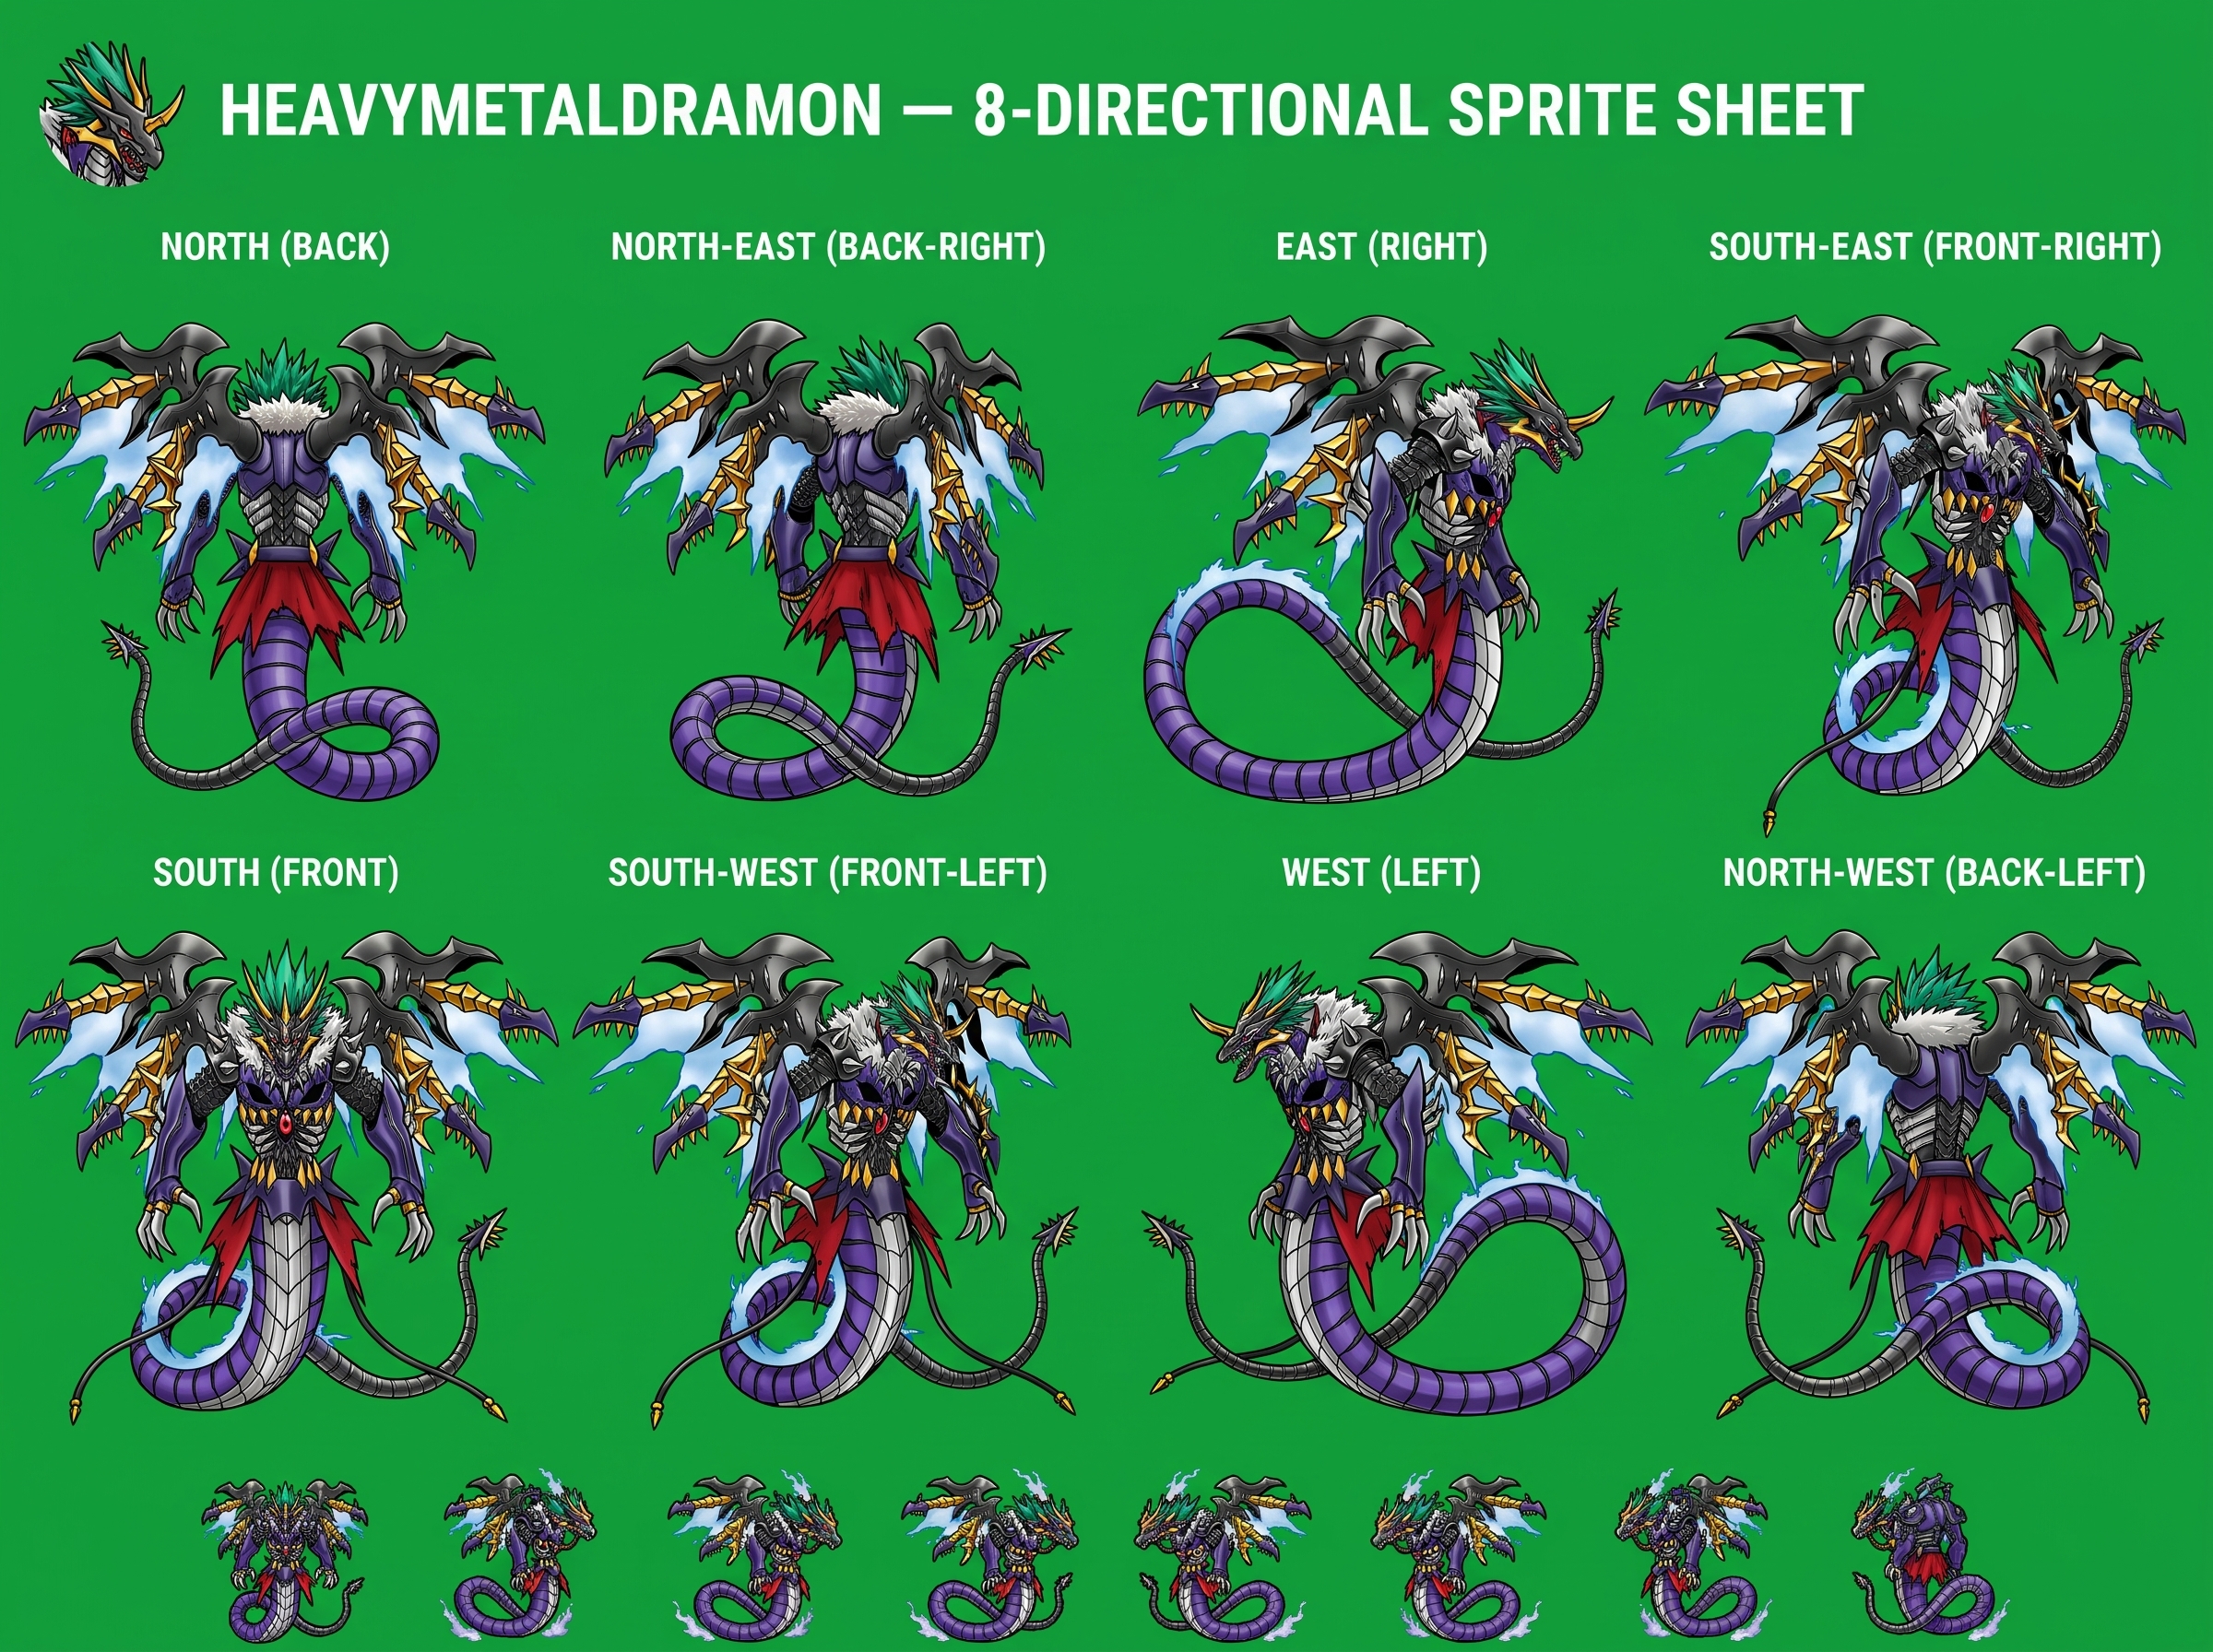 HEAVYMETALDRAMON — 8-DIRECTIONAL SPRITE SHEET
NORTH (BACK)
NORTH-EAST (BACK-RIGHT)
EAST (RIGHT)
SOUTH-EAST (FRONT-RIGHT)
SOUTH (FRONT)
SOUTH-WEST (FRONT-LEFT)
WEST (LEFT)
NORTH-WEST (BACK-LEFT)